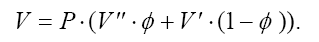 V = P·(V″·ϕ + V′·(1−ϕ)).